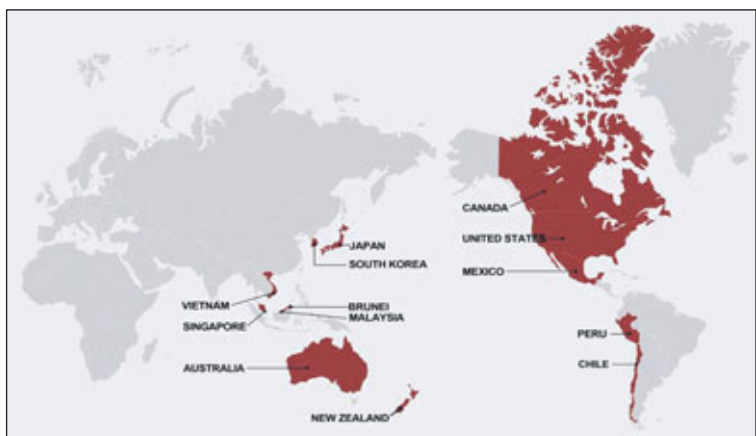 CANADA
JAPAN
UNITED STATES
SOUTH KOREA
MEXICO
VIETNAM
BRUNEI
MALAYSIA
SINGAPORE
PERU
CHILE
AUSTRALIA
NEW ZEALAND